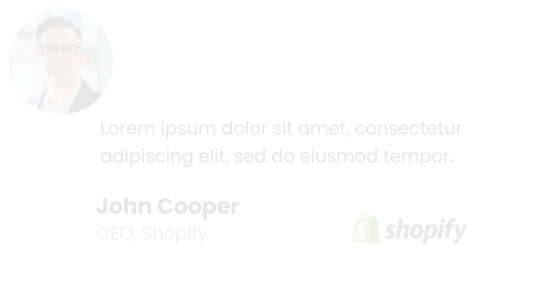 Lorem ipsum dolor sit amet, consectetur
adipiscing elit, sed do eiusmod tempor.
John Cooper
CEO, Shopify
shopify